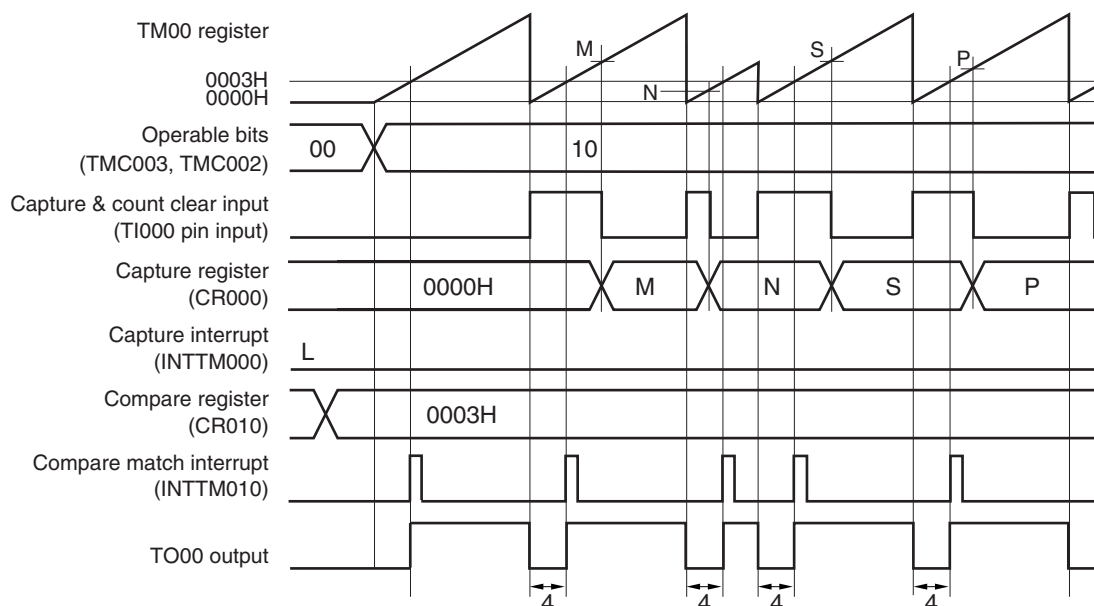 TM00 register
M
S
P
0003H
N
0000H
Operable bits
(TMC003, TMC002)
00
10
Capture & count clear input
(TI000 pin input)
Capture register
(CR000)
0000H
M
N
S
P
Capture interrupt
(INTTM000)
L
Compare register
(CR010)
0003H
Compare match interrupt
(INTTM010)
TO00 output
4
4
4
4